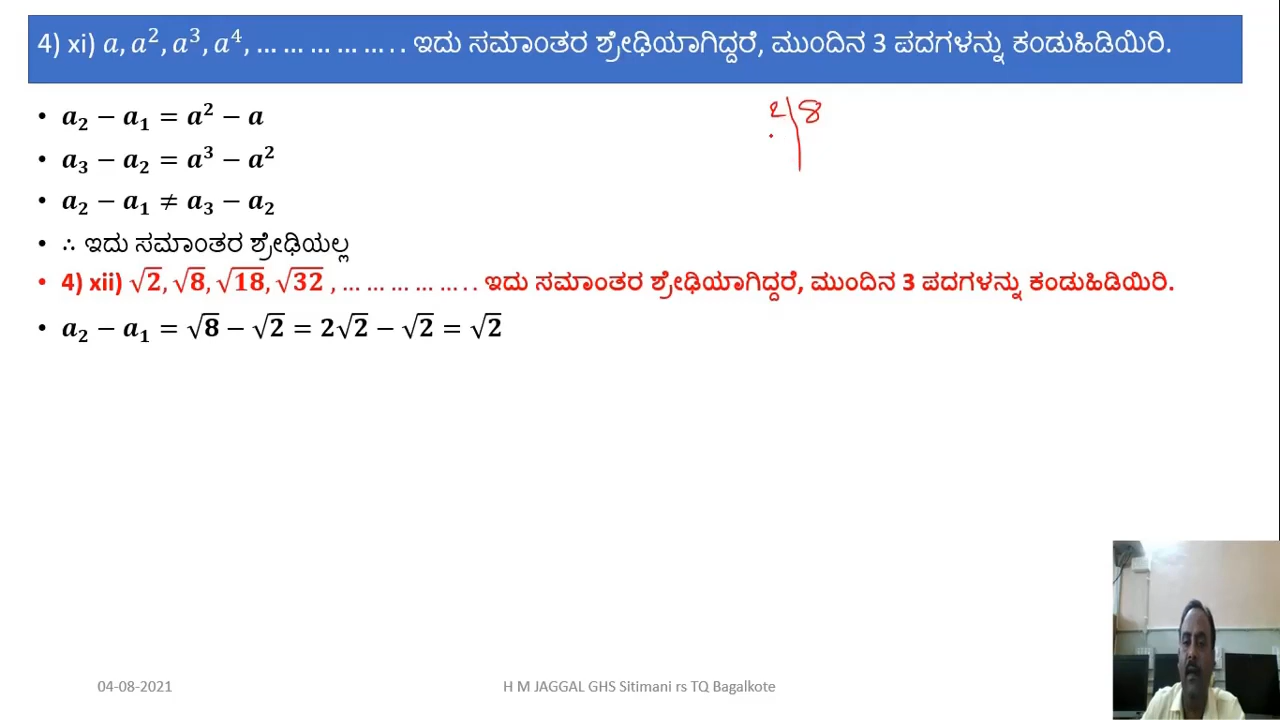 4) xi) a, a², a³, a⁴, … … … … … . . ಇದು ಸಮಾಂತರ ಶ್ರೇಢಿಯಾಗಿದ್ದರೆ, ಮುಂದಿನ 3 ಪದಗಳನ್ನು ಕಂಡುಹಿಡಿಯಿರಿ.
• a₂ − a₁ = a² − a
2 8
• a₃ − a₂ = a³ − a²
• a₂ − a₁ ≠ a₃ − a₂
• ∴ ಇದು ಸಮಾಂತರ ಶ್ರೇಢಿಯಲ್ಲ
• 4) xii) √2, √8, √18, √32 , … … … … … . . ಇದು ಸಮಾಂತರ ಶ್ರೇಢಿಯಾಗಿದ್ದರೆ, ಮುಂದಿನ 3 ಪದಗಳನ್ನು ಕಂಡುಹಿಡಿಯಿರಿ.
• a₂ − a₁ = √8 − √2 = 2√2 − √2 = √2
04-08-2021 H M JAGGAL GHS Sitimani rs TQ Bagalkote